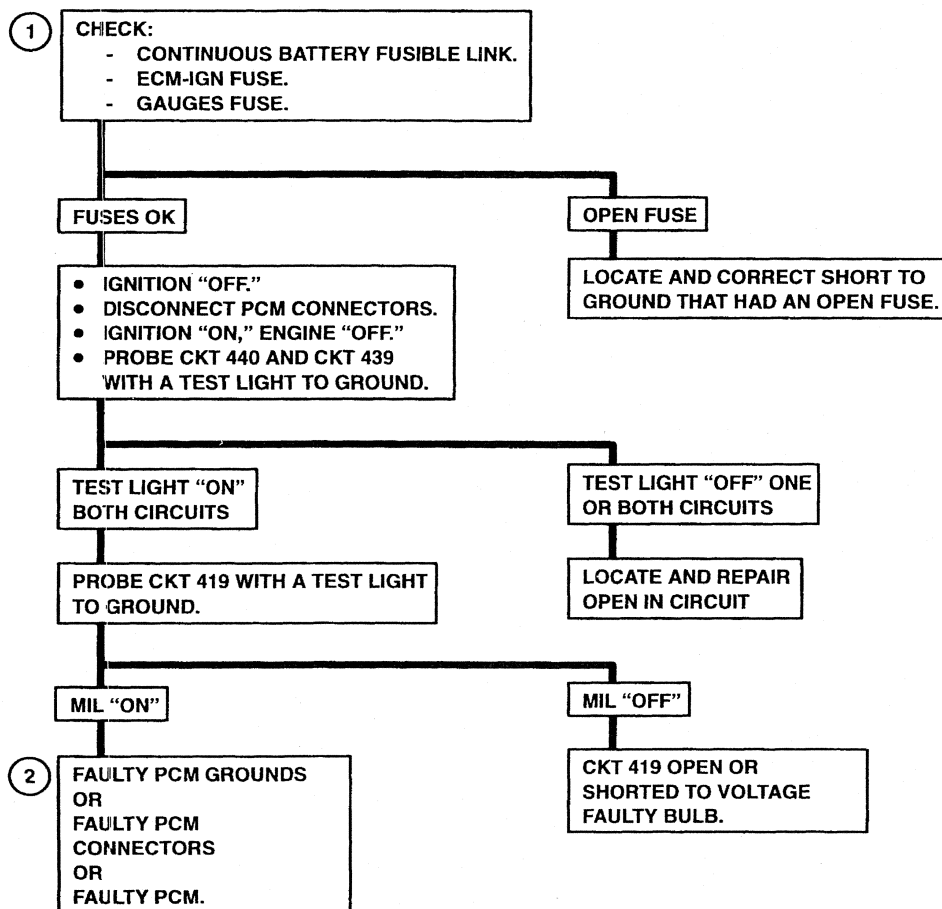 1
CHECK:
- CONTINUOUS BATTERY FUSIBLE LINK.
- ECM-IGN FUSE.
- GAUGES FUSE.
FUSES OK
OPEN FUSE
• IGNITION “OFF.”
• DISCONNECT PCM CONNECTORS.
• IGNITION “ON,” ENGINE “OFF.”
• PROBE CKT 440 AND CKT 439
WITH A TEST LIGHT TO GROUND.
LOCATE AND CORRECT SHORT TO
GROUND THAT HAD AN OPEN FUSE.
TEST LIGHT “ON”
BOTH CIRCUITS
TEST LIGHT “OFF” ONE
OR BOTH CIRCUITS
PROBE CKT 419 WITH A TEST LIGHT
TO GROUND.
LOCATE AND REPAIR
OPEN IN CIRCUIT
MIL “ON”
MIL “OFF”
2
FAULTY PCM GROUNDS
OR
FAULTY PCM
CONNECTORS
OR
FAULTY PCM.
CKT 419 OPEN OR
SHORTED TO VOLTAGE
FAULTY BULB.